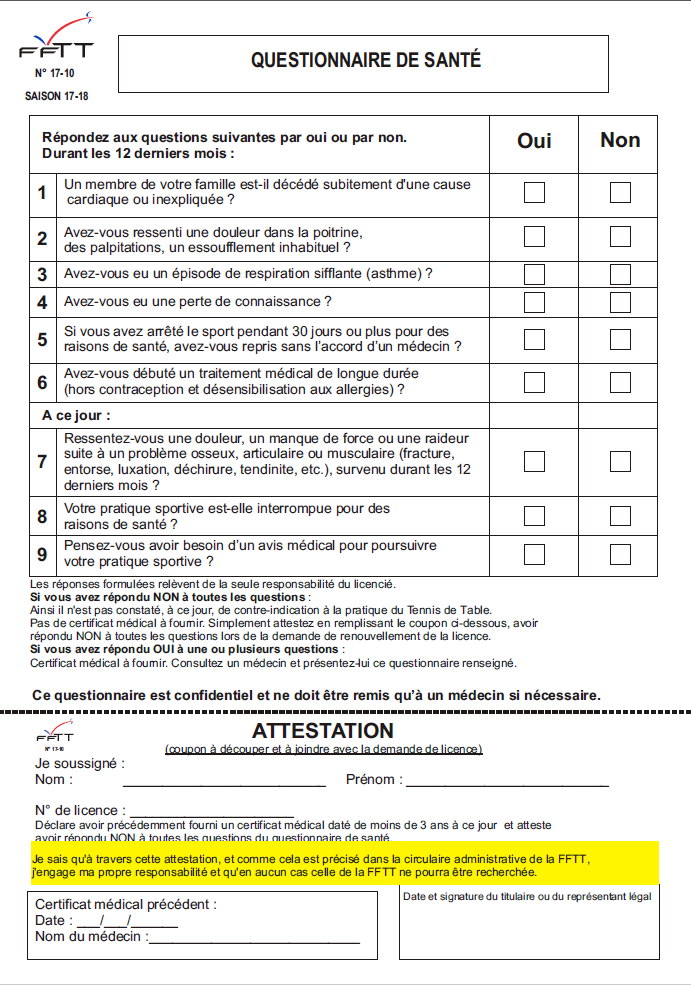 FFTT
N° 17-10
SAISON 17-18
QUESTIONNAIRE DE SANTÉ
Répondez aux questions suivantes par oui ou par non.
Durant les 12 derniers mois :
Oui
Non
1
Un membre de votre famille est-il décédé subitement d'une cause
cardiaque ou inexpliquée ?
2
Avez-vous ressenti une douleur dans la poitrine,
des palpitations, un essoufflement inhabituel ?
3
Avez-vous eu un épisode de respiration sifflante (asthme) ?
4
Avez-vous eu une perte de connaissance ?
5
Si vous avez arrêté le sport pendant 30 jours ou plus pour des
raisons de santé, avez-vous repris sans l'accord d'un médecin ?
6
Avez-vous débuté un traitement médical de longue durée
(hors contraception et désensibilisation aux allergies) ?
A ce jour :
7
Ressentez-vous une douleur, un manque de force ou une raideur
suite à un problème osseux, articulaire ou musculaire (fracture,
entorse, luxation, déchirure, tendinite, etc.), survenu durant les 12
derniers mois ?
8
Votre pratique sportive est-elle interrompue pour des
raisons de santé ?
9
Pensez-vous avoir besoin d'un avis médical pour poursuivre
votre pratique sportive ?
Les réponses formulées relèvent de la seule responsabilité du licencié.
Si vous avez répondu NON à toutes les questions :
Ainsi il n'est pas constaté, à ce jour, de contre-indication à la pratique du Tennis de Table.
Pas de certificat médical à fournir. Simplement attestez en remplissant le coupon ci-dessous, avoir
répondu NON à toutes les questions lors de la demande de renouvellement de la licence.
Si vous avez répondu OUI à une ou plusieurs questions :
Certificat médical à fournir. Consultez un médecin et présentez-lui ce questionnaire renseigné.
Ce questionnaire est confidentiel et ne doit être remis qu'à un médecin si nécessaire.
FFTT
N° 17-10
ATTESTATION
(coupon à découper et à joindre avec la demande de licence)
Je soussigné :
Nom : __________________________ Prénom : __________________________
N° de licence : _____________________
Déclare avoir précédemment fourni un certificat médical daté de moins de 3 ans à ce jour et atteste
avoir répondu NON à toutes les questions du questionnaire de santé.
Je sais qu'à travers cette attestation, et comme cela est précisé dans la circulaire administrative de la FFTT,
j'engage ma propre responsabilité et qu'en aucun cas celle de la FFTT ne pourra être recherchée.
Certificat médical précédent :
Date : ___/___/______
Nom du médecin :___________________________
Date et signature du titulaire ou du représentant légal